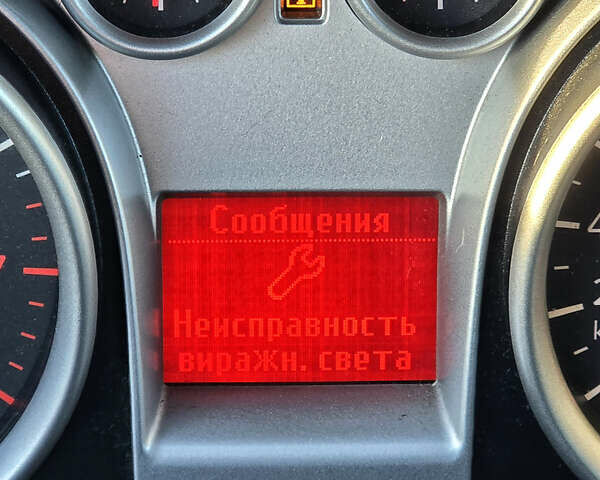 Сообщения
Неисправность
виражн. света